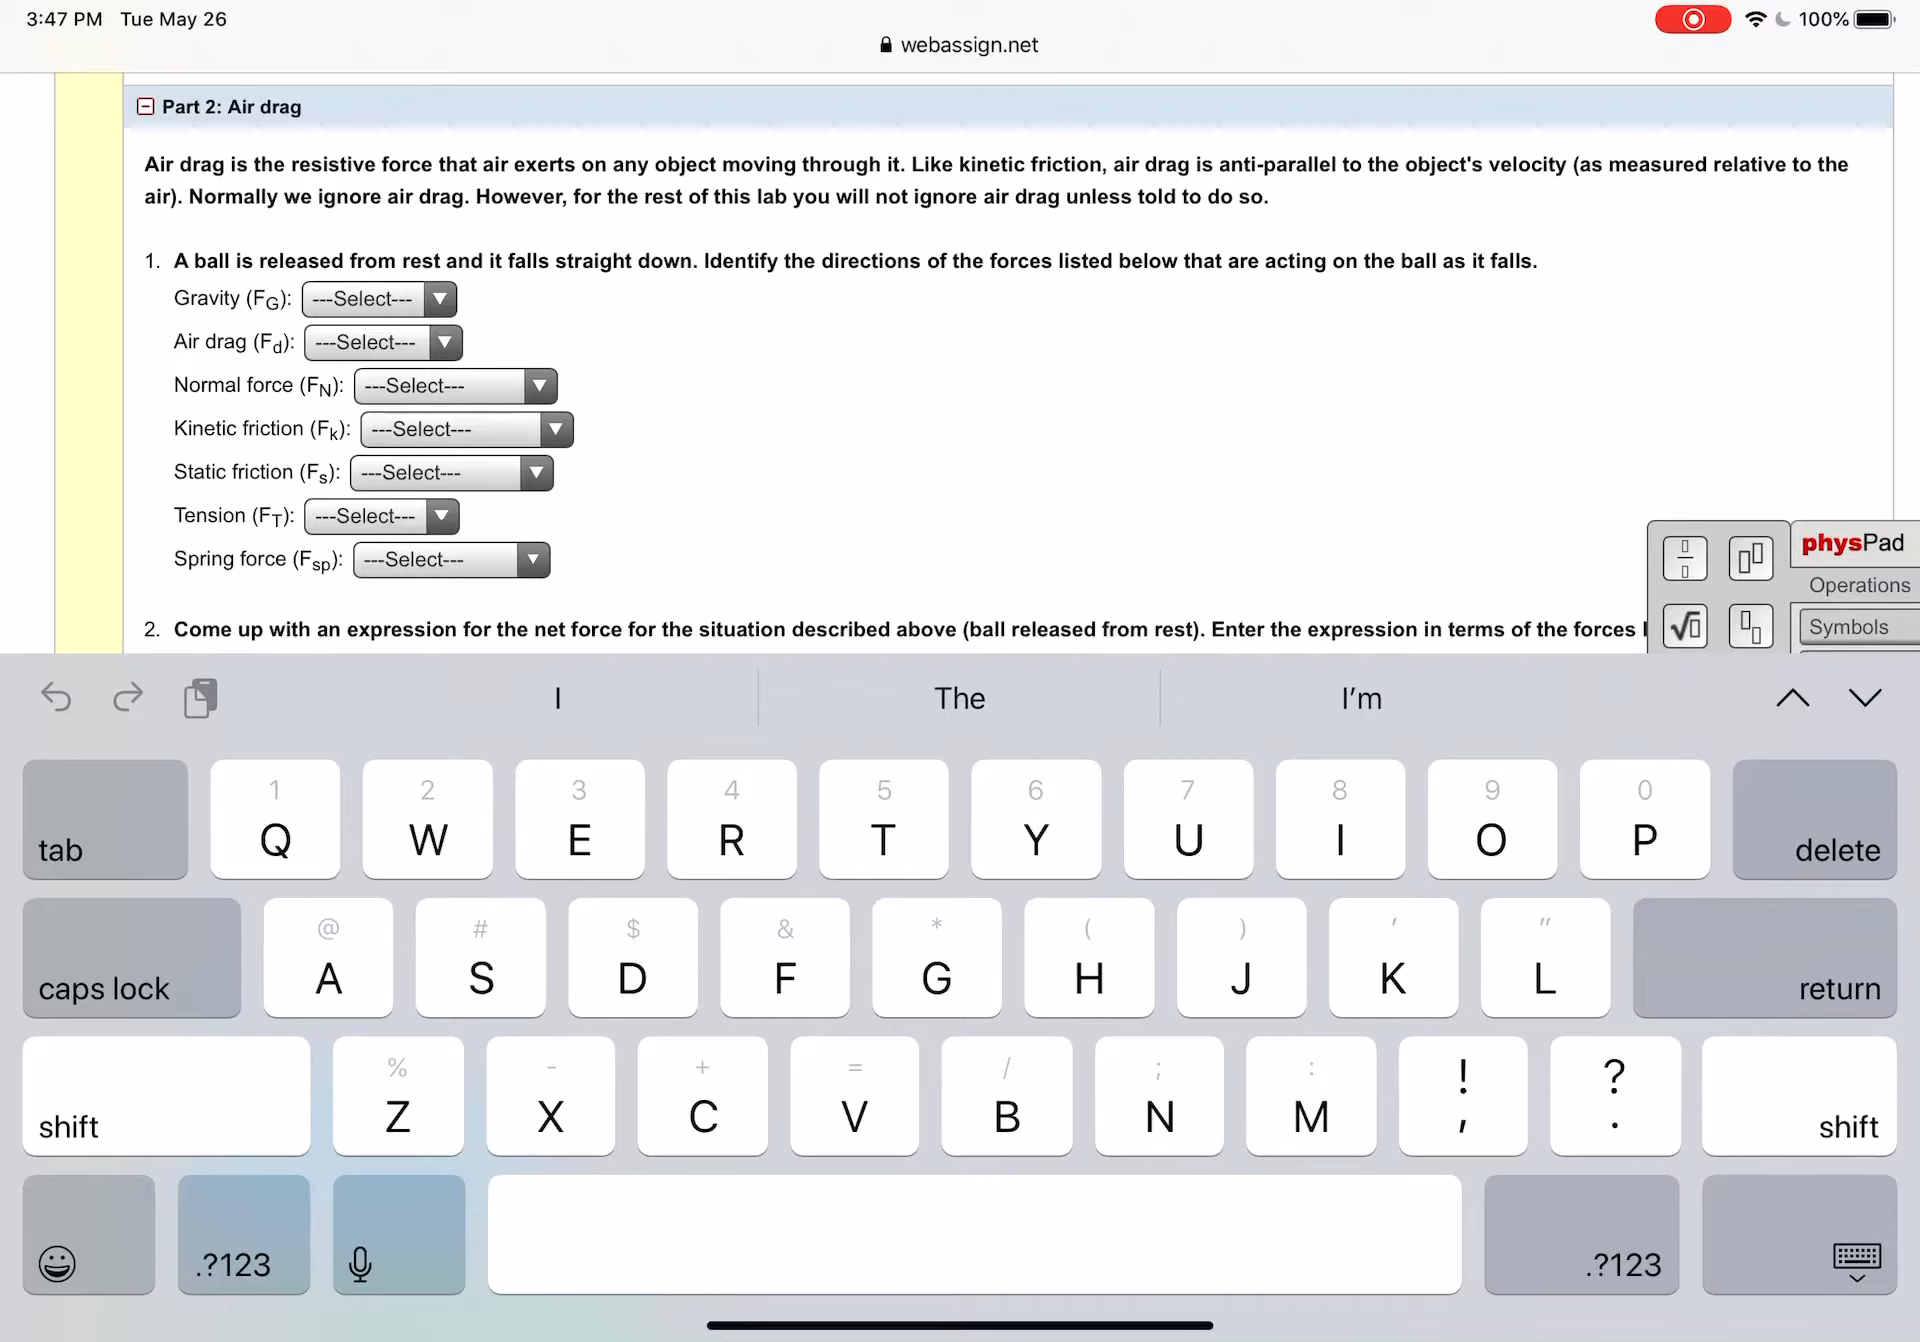 3:47 PM Tue May 26
100%
webassign.net
Part 2: Air drag
Air drag is the resistive force that air exerts on any object moving through it. Like kinetic friction, air drag is anti-parallel to the object's velocity (as measured relative to the
air). Normally we ignore air drag. However, for the rest of this lab you will not ignore air drag unless told to do so.
1. A ball is released from rest and it falls straight down. Identify the directions of the forces listed below that are acting on the ball as it falls.
Gravity (FG): ---Select---
Air drag (Fd): ---Select---
Normal force (FN): ---Select---
Kinetic friction (Fk): ---Select---
Static friction (Fs): ---Select---
Tension (FT): ---Select---
Spring force (Fsp): ---Select---
physPad
Operations
Symbols
2. Come up with an expression for the net force for the situation described above (ball released from rest). Enter the expression in terms of the forces
I The I'm
tab 1 Q 2 W 3 E 4 R 5 T 6 Y 7 U 8 I 9 O 0 P delete
caps lock @ A # S $ D & F * G ( H ) J ' K " L return
shift % Z - X + C = V / B ; N : M ! , ? . shift
.?123 .?123